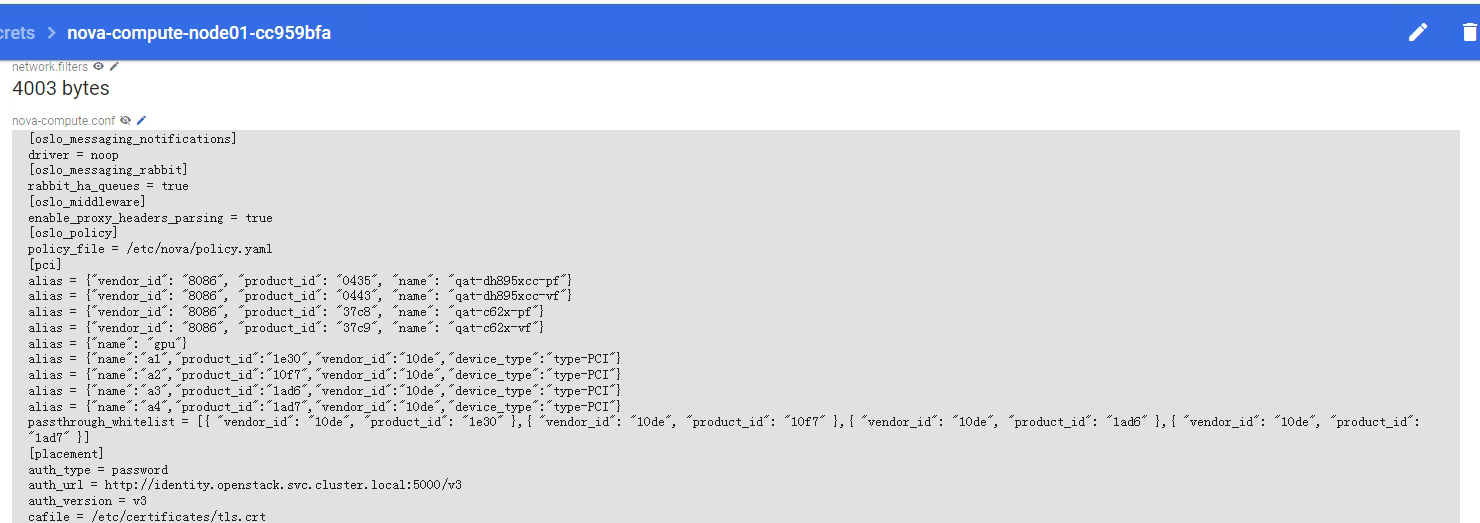 crets > nova-compute-node01-cc959bfa
network.filters
4003 bytes
nova-compute.conf
[oslo_messaging_notifications]
driver = noop
[oslo_messaging_rabbit]
rabbit_ha_queues = true
[oslo_middleware]
enable_proxy_headers_parsing = true
[oslo_policy]
policy_file = /etc/nova/policy.yaml
[pci]
alias = {"vendor_id": "8086", "product_id": "0435", "name": "qat-dh895xcc-pf"}
alias = {"vendor_id": "8086", "product_id": "0443", "name": "qat-dh895xcc-vf"}
alias = {"vendor_id": "8086", "product_id": "37c8", "name": "qat-c62x-pf"}
alias = {"vendor_id": "8086", "product_id": "37c9", "name": "qat-c62x-vf"}
alias = {"name": "gpu"}
alias = {"name":"a1","product_id":"1e30","vendor_id":"10de","device_type":"type-PCI"}
alias = {"name":"a2","product_id":"10f7","vendor_id":"10de","device_type":"type-PCI"}
alias = {"name":"a3","product_id":"1ad6","vendor_id":"10de","device_type":"type-PCI"}
alias = {"name":"a4","product_id":"1ad7","vendor_id":"10de","device_type":"type-PCI"}
passthrough_whitelist = [{ "vendor_id": "10de", "product_id": "1e30" },{ "vendor_id": "10de", "product_id": "10f7" },{ "vendor_id": "10de", "product_id": "1ad6" },{ "vendor_id": "10de", "product_id":
"1ad7" }]
[placement]
auth_type = password
auth_url = http://identity.openstack.svc.cluster.local:5000/v3
auth_version = v3
cafile = /etc/certificates/tls.crt